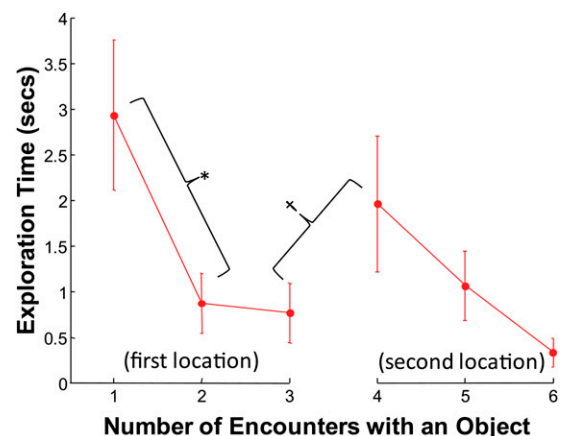 4
3.5
3
2.5
2
1.5
1
0.5
0
Exploration Time (secs)
*
†
(first location) (second location)
1 2 3 4 5 6
Number of Encounters with an Object